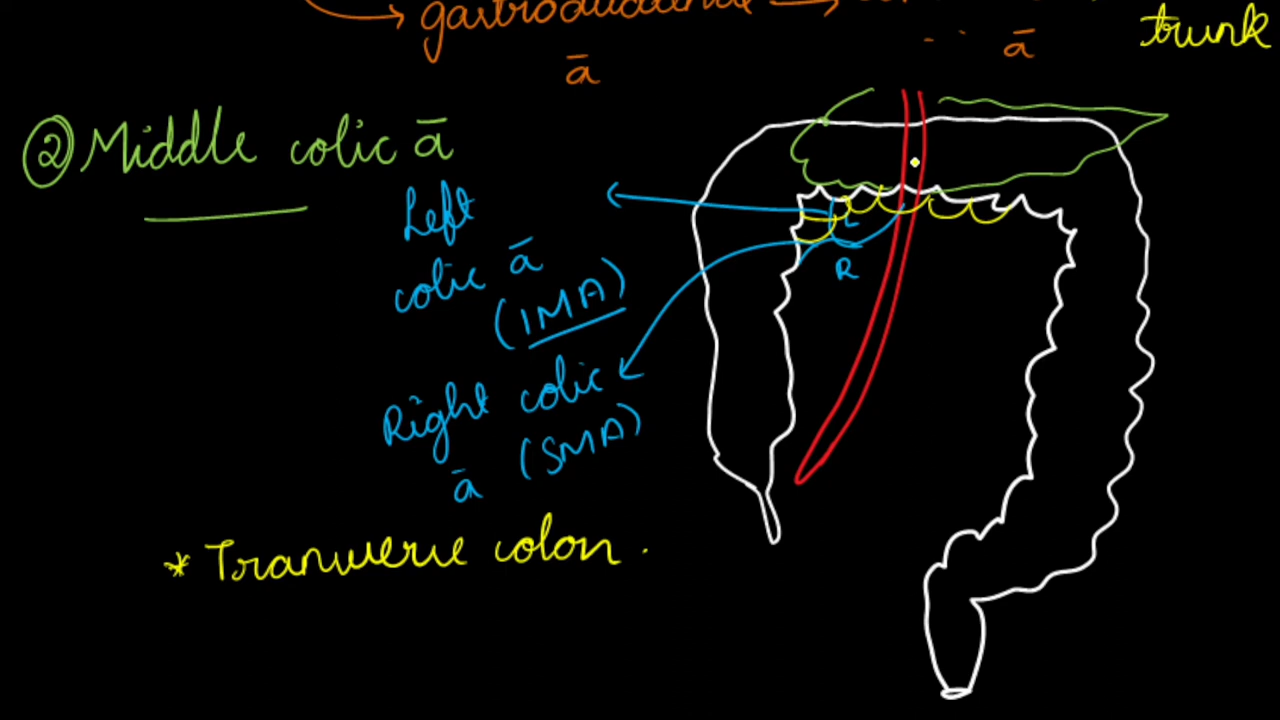 gastroduodenal →
trunk
ā
ā
② Middle colic ā
Left
colic ā
(IMA)
L
R
Right colic
ā (SMA)
* Tranverse colon.